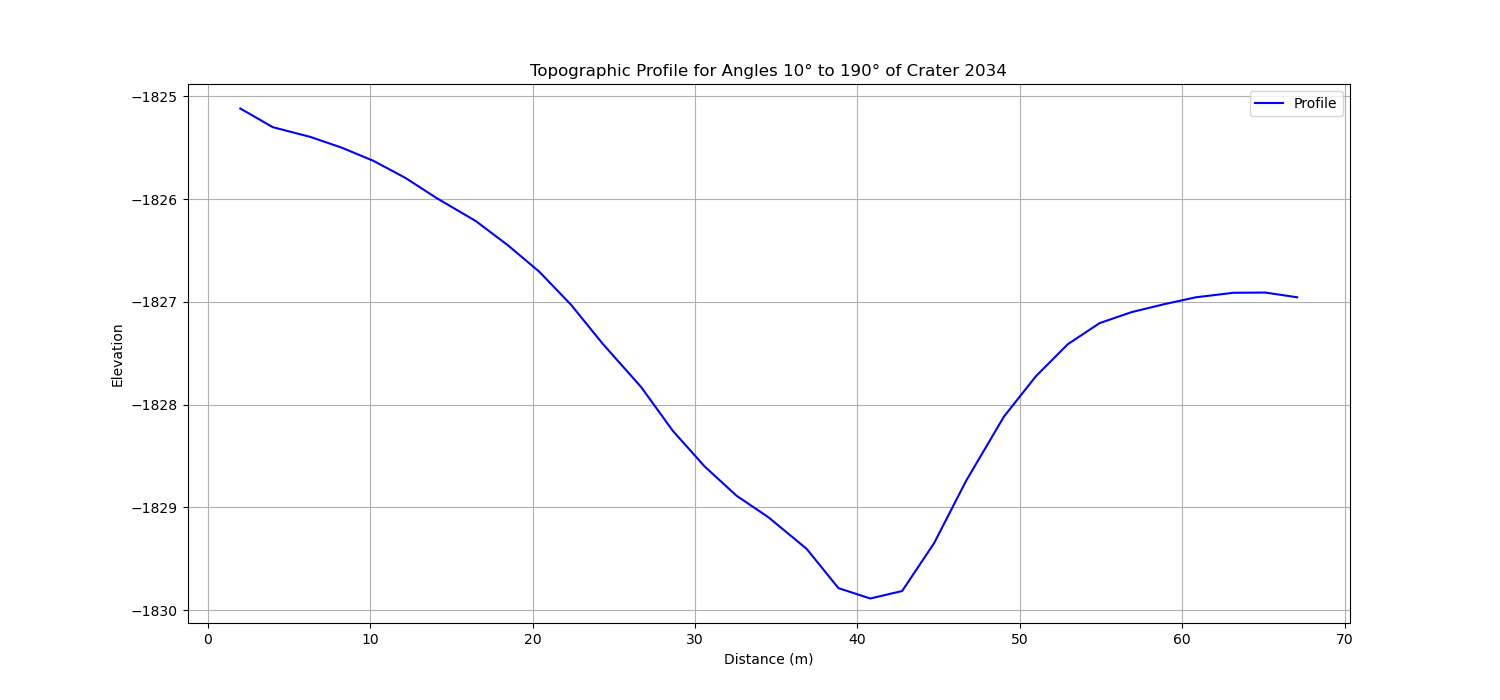 Topographic Profile for Angles 10° to 190° of Crater 2034
Profile
−1825
−1826
−1827
−1828
−1829
−1830
Elevation
0 10 20 30 40 50 60 70
Distance (m)